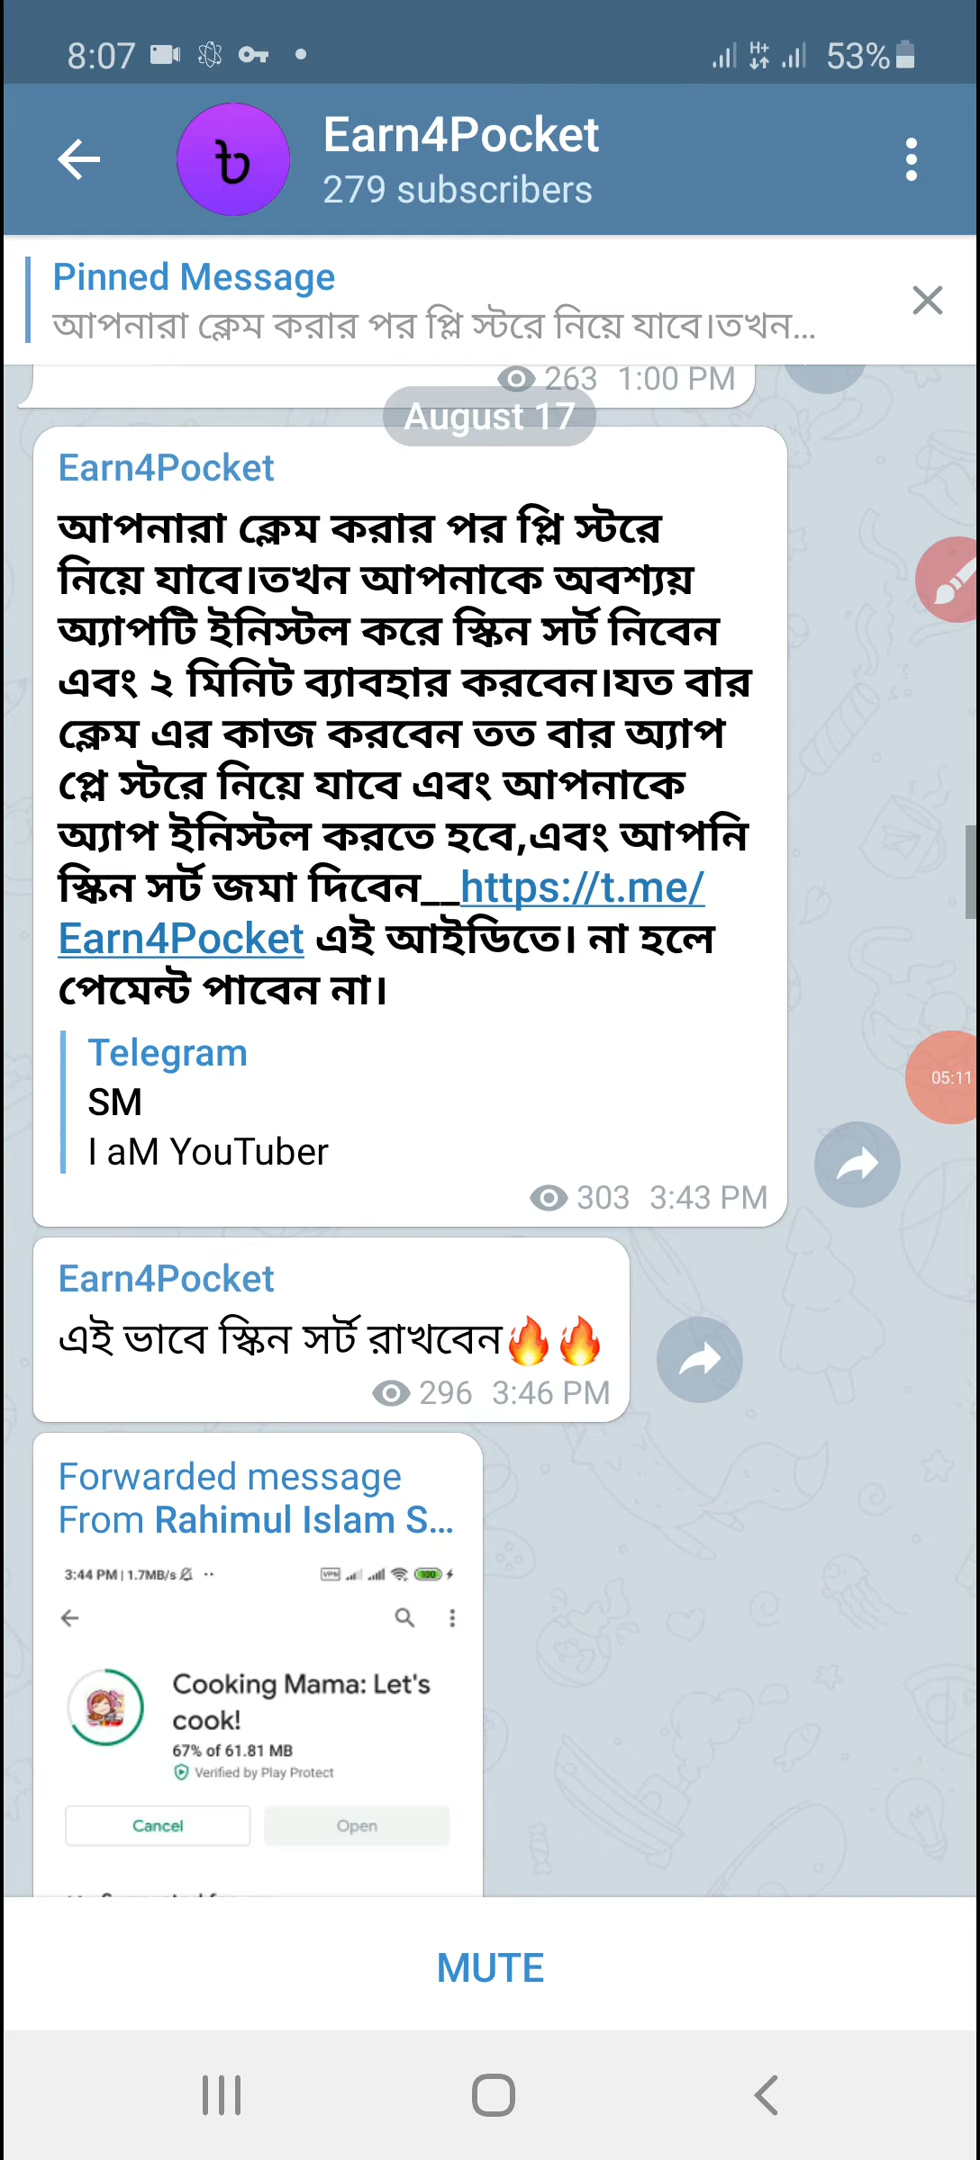 8:07
53%
Earn4Pocket
279 subscribers
Pinned Message
আপনারা ক্লেম করার পর প্লি স্টরে নিয়ে যাবে।তখন...
263 1:00 PM
August 17
Earn4Pocket
আপনারা ক্লেম করার পর প্লি স্টরে
নিয়ে যাবে।তখন আপনাকে অবশ্যয়
অ্যাপটি ইনিস্টল করে স্কিন সর্ট নিবেন
এবং ২ মিনিট ব্যাবহার করবেন।যত বার
ক্লেম এর কাজ করবেন তত বার অ্যাপ
প্লে স্টরে নিয়ে যাবে এবং আপনাকে
অ্যাপ ইনিস্টল করতে হবে,এবং আপনি
স্কিন সর্ট জমা দিবেন__https://t.me/
Earn4Pocket এই আইডিতে। না হলে
পেমেন্ট পাবেন না।
Telegram
SM
I aM YouTuber
303 3:43 PM
05:11
Earn4Pocket
এই ভাবে স্কিন সর্ট রাখবেন🔥🔥
296 3:46 PM
Forwarded message
From Rahimul Islam S...
3:44 PM | 1.7MB/s
VPN
100
Cooking Mama: Let's
cook!
67% of 61.81 MB
Verified by Play Protect
Cancel
Open
MUTE